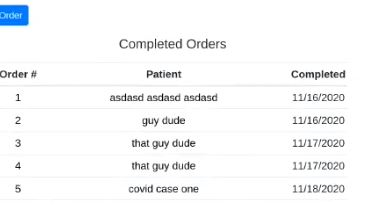 Order
Completed Orders
Order # Patient Completed
1 asdasd asdasd asdasd 11/16/2020
2 guy dude 11/16/2020
3 that guy dude 11/17/2020
4 that guy dude 11/17/2020
5 covid case one 11/18/2020